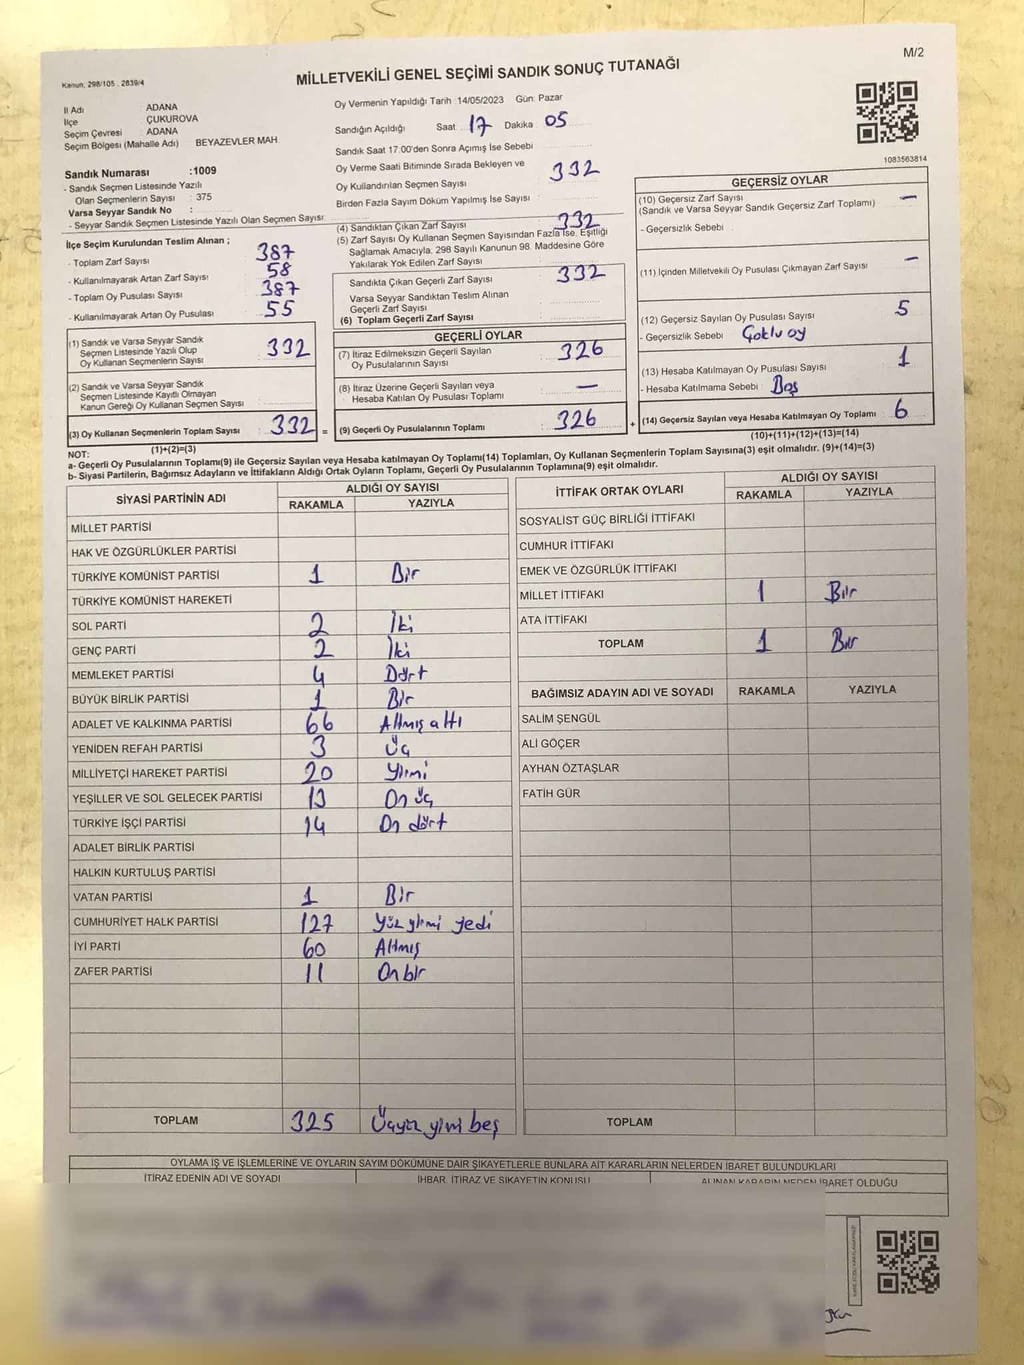 M/2
Kanun: 298/105 , 2839/4
MİLLETVEKİLİ GENEL SEÇİMİ SANDIK SONUÇ TUTANAĞI
İl Adı ADANA
İlçe ÇUKUROVA
Seçim Çevresi ADANA
Seçim Bölgesi (Mahalle Adı) BEYAZEVLER MAH
Sandık Numarası :1009
- Sandık Seçmen Listesinde Yazılı
Olan Seçmenlerin Sayısı : 375
Varsa Seyyar Sandık No :
- Seyyar Sandık Seçmen Listesinde Yazılı Olan Seçmen Sayısı:
İlçe Seçim Kurulundan Teslim Alınan ;
- Toplam Zarf Sayısı 387
- Kullanılmayarak Artan Zarf Sayısı 58
- Toplam Oy Pusulası Sayısı 387
- Kullanılmayarak Artan Oy Pusulası 55
(1) Sandık ve Varsa Seyyar Sandık
Seçmen Listesinde Yazılı Olup
Oy Kullanan Seçmenlerin Sayısı 332
(2) Sandık ve Varsa Seyyar Sandık
Seçmen Listesinde Kayıtlı Olmayan
Kanun Gereği Oy Kullanan Seçmen Sayısı
(3) Oy Kullanan Seçmenlerin Toplam Sayısı : 332 =
(1)+(2)=(3)
Oy Vermenin Yapıldığı Tarih :14/05/2023 Gün: Pazar
Sandığın Açıldığı Saat 17 Dakika 05
Sandık Saat 17:00'den Sonra Açmış İse Sebebi
Oy Verme Saati Bitiminde Sırada Bekleyen ve
Oy Kullandırılan Seçmen Sayısı 332
Birden Fazla Sayım Döküm Yapılmış İse Sayısı :
(4) Sandıktan Çıkan Zarf Sayısı 332
(5) Zarf Sayısı Oy Kullanan Seçmen Sayısından Fazla İse, Eşitliği
Sağlamak Amacıyla, 298 Sayılı Kanunun 98. Maddesine Göre
Yakılarak Yok Edilen Zarf Sayısı
Sandıkta Çıkan Geçerli Zarf Sayısı 332
Varsa Seyyar Sandıktan Teslim Alınan
Geçerli Zarf Sayısı
(6) Toplam Geçerli Zarf Sayısı
GEÇERLİ OYLAR
(7) İtiraz Edilmeksizin Geçerli Sayılan
Oy Pusulalarının Sayısı : 326
(8) İtiraz Üzerine Geçerli Sayılan veya
Hesaba Katılan Oy Pusulası Toplamı : —
(9) Geçerli Oy Pusulalarının Toplamı : 326 +
1083563814
GEÇERSİZ OYLAR
(10) Geçersiz Zarf Sayısı —
(Sandık ve Varsa Seyyar Sandık Geçersiz Zarf Toplamı)
- Geçersizlik Sebebi
(11) İçinden Milletvekili Oy Pusulası Çıkmayan Zarf Sayısı —
(12) Geçersiz Sayılan Oy Pusulası Sayısı 5
- Geçersizlik Sebebi : Çoklu oy
(13) Hesaba Katılmayan Oy Pusulası Sayısı 1
- Hesaba Katılmama Sebebi : Boş
(14) Geçersiz Sayılan veya Hesaba Katılmayan Oy Toplamı : 6
(10)+(11)+(12)+(13)=(14)
NOT:
a- Geçerli Oy Pusulalarının Toplamı(9) ile Geçersiz Sayılan veya Hesaba Katılmayan Oy Toplamı(14) Toplamları, Oy Kullanan Seçmenlerin Toplam Sayısına(3) eşit olmalıdır. (9)+(14)=(3)
b- Siyasi Partilerin, Bağımsız Adayların ve İttifakların Aldığı Ortak Oyların Toplamı, Geçerli Oy Pusulalarının Toplamına(9) eşit olmalıdır.
SİYASİ PARTİNİN ADI ALDIĞI OY SAYISI
RAKAMLA YAZIYLA
MİLLET PARTİSİ
HAK VE ÖZGÜRLÜKLER PARTİSİ
TÜRKİYE KOMÜNİST PARTİSİ 1 Bir
TÜRKİYE KOMÜNİST HAREKETİ
SOL PARTİ 2 İki
GENÇ PARTİ 2 İki
MEMLEKET PARTİSİ 4 Dört
BÜYÜK BİRLİK PARTİSİ 1 Bir
ADALET VE KALKINMA PARTİSİ 66 Altmış altı
YENİDEN REFAH PARTİSİ 3 Üç
MİLLİYETÇİ HAREKET PARTİSİ 20 Yirmi
YEŞİLLER VE SOL GELECEK PARTİSİ 13 On üç
TÜRKİYE İŞÇİ PARTİSİ 14 On dört
ADALET BİRLİK PARTİSİ
HALKIN KURTULUŞ PARTİSİ
VATAN PARTİSİ 1 Bir
CUMHURİYET HALK PARTİSİ 127 Yüz yirmi yedi
İYİ PARTİ 60 Altmış
ZAFER PARTİSİ 11 On bir
TOPLAM 325 Üçyüz yirmi beş
İTTİFAK ORTAK OYLARI ALDIĞI OY SAYISI
RAKAMLA YAZIYLA
SOSYALİST GÜÇ BİRLİĞİ İTTİFAKI
CUMHUR İTTİFAKI
EMEK VE ÖZGÜRLÜK İTTİFAKI
MİLLET İTTİFAKI 1 Bir
ATA İTTİFAKI
TOPLAM 1 Bir
BAĞIMSIZ ADAYIN ADI VE SOYADI RAKAMLA YAZIYLA
SALİM ŞENGÜL
ALİ GÖÇER
AYHAN ÖZTAŞLAR
FATİH GÜR
TOPLAM
OYLAMA İŞ VE İŞLEMLERİNE VE OYLARIN SAYIM DÖKÜMÜNE DAİR ŞİKAYETLERLE BUNLARA AİT KARARLARIN NELERDEN İBARET BULUNDUKLARI
İTİRAZ EDENİN ADI VE SOYADI İHBAR, İTİRAZ VE ŞİKAYETİN KONUSU ALINAN KARARIN NEDEN İBARET OLDUĞU